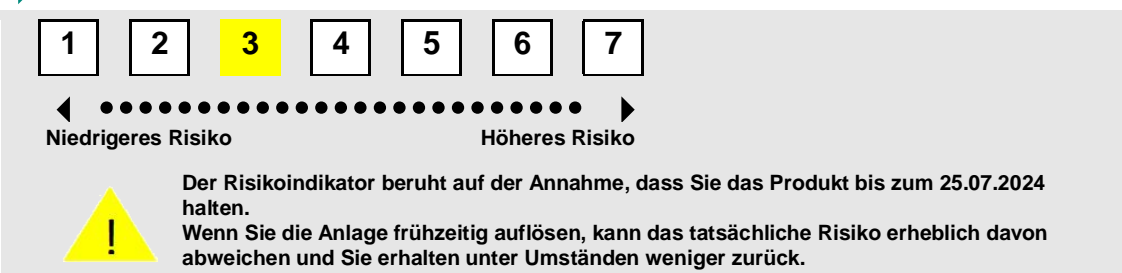 1 2 3 4 5 6 7
Niedrigeres Risiko Höheres Risiko
Der Risikoindikator beruht auf der Annahme, dass Sie das Produkt bis zum 25.07.2024
halten.
!
Wenn Sie die Anlage frühzeitig auflösen, kann das tatsächliche Risiko erheblich davon
abweichen und Sie erhalten unter Umständen weniger zurück.